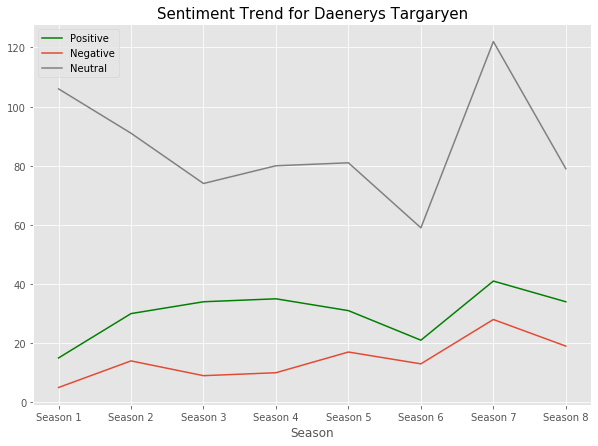 Sentiment Trend for Daenerys Targaryen
Positive
Negative
Neutral
120
100
80
60
40
20
0
Season 1 Season 2 Season 3 Season 4 Season 5 Season 6 Season 7 Season 8
Season